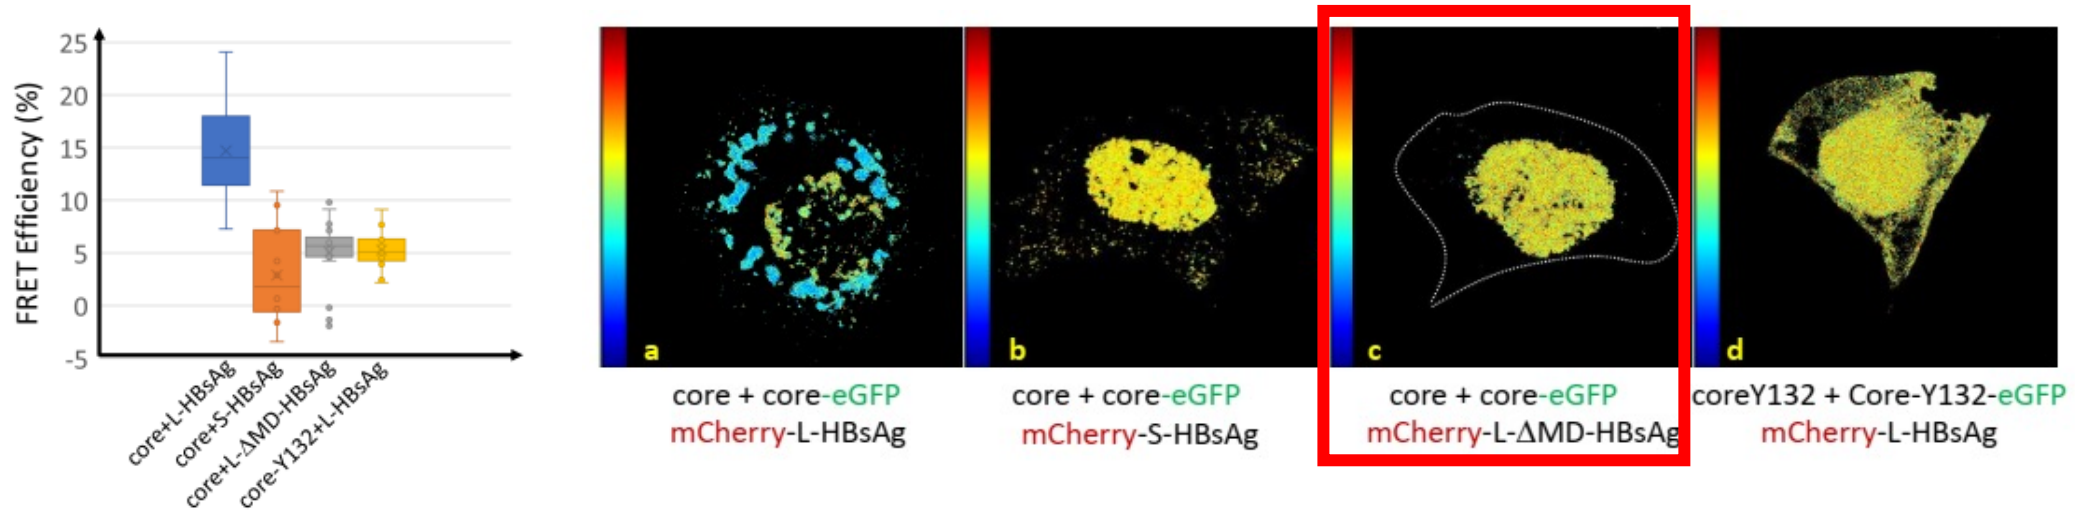 FRET Efficiency (%)
25
20
15
10
5
0
-5
core+L-HBsAg
core+S-HBsAg
core+L-ΔMD-HBsAg
core-Y132+L-HBsAg
a
b
c
d
core + core-eGFP
mCherry-L-HBsAg
core + core-eGFP
mCherry-S-HBsAg
core + core-eGFP
mCherry-L-ΔMD-HBsAg
coreY132 + Core-Y132-eGFP
mCherry-L-HBsAg